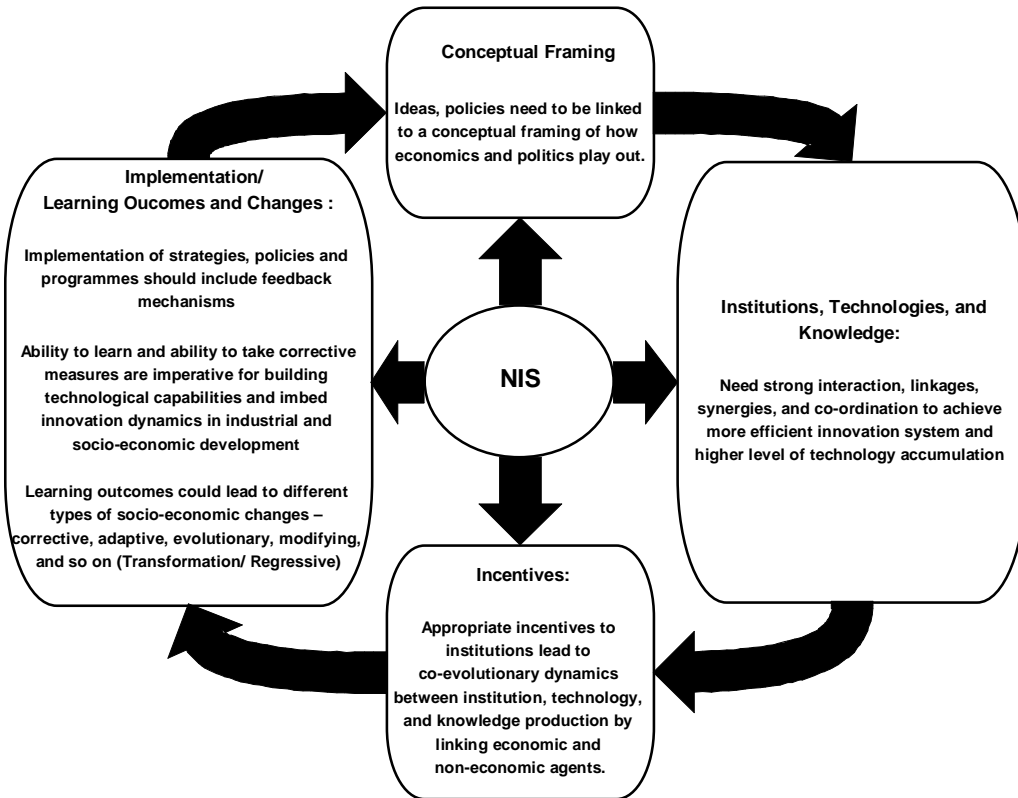 Conceptual Framing
Ideas, policies need to be linked
to a conceptual framing of how
economics and politics play out.
Implementation/
Learning Oucomes and Changes :
Implementation of strategies, policies and
programmes should include feedback
mechanisms
Ability to learn and ability to take corrective
measures are imperative for building
technological capabilities and imbed
innovation dynamics in industrial and
socio-economic development
Learning outcomes could lead to different
types of socio-economic changes –
corrective, adaptive, evolutionary, modifying,
and so on (Transformation/ Regressive)
NIS
Institutions, Technologies, and
Knowledge:
Need strong interaction, linkages,
synergies, and co-ordination to achieve
more efficient innovation system and
higher level of technology accumulation
Incentives:
Appropriate incentives to
institutions lead to
co-evolutionary dynamics
between institution, technology,
and knowledge production by
linking economic and
non-economic agents.